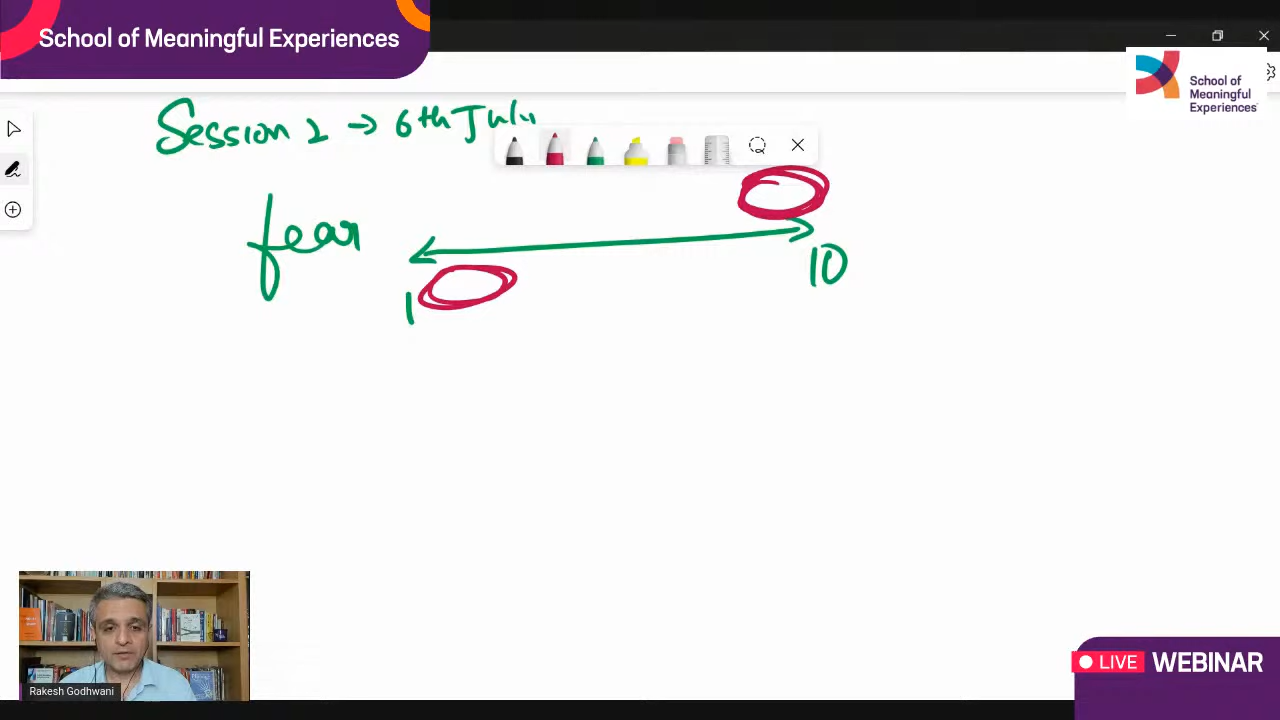 School of Meaningful Experiences
School of
Meaningful
Experiences
Session 2 → 6th July
fear
1
10
Rakesh Godhwani
LIVE WEBINAR